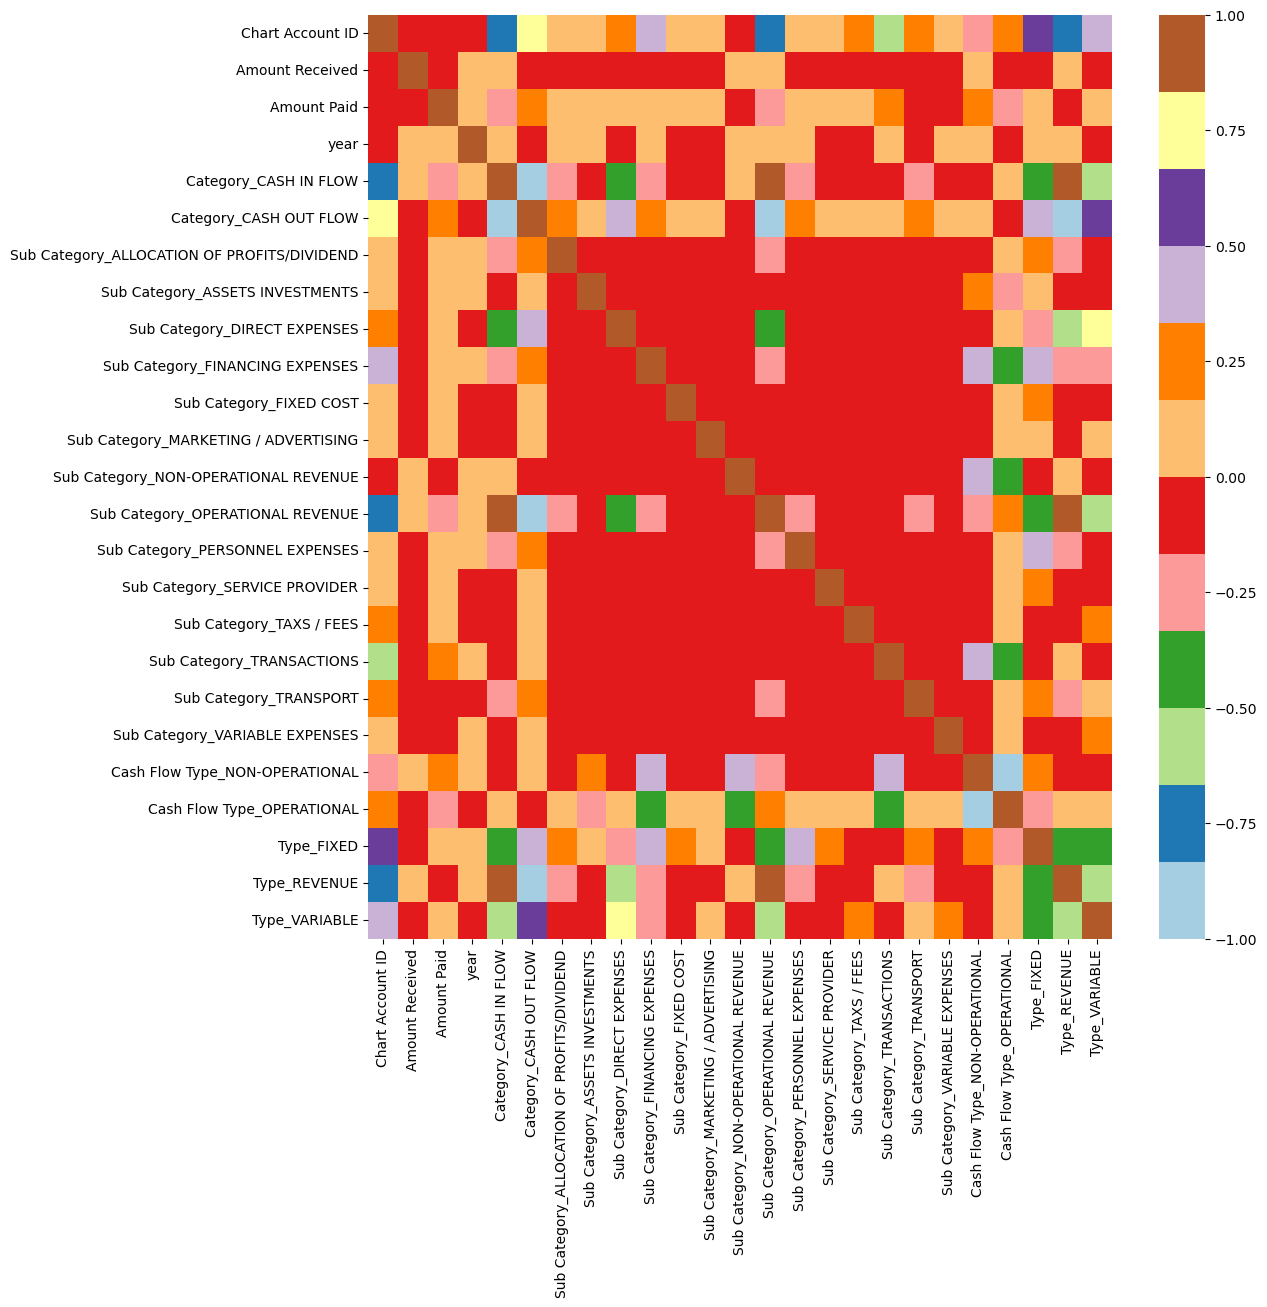 Chart Account ID
Amount Received
Amount Paid
year
Category_CASH IN FLOW
Category_CASH OUT FLOW
Sub Category_ALLOCATION OF PROFITS/DIVIDEND
Sub Category_ASSETS INVESTMENTS
Sub Category_DIRECT EXPENSES
Sub Category_FINANCING EXPENSES
Sub Category_FIXED COST
Sub Category_MARKETING / ADVERTISING
Sub Category_NON-OPERATIONAL REVENUE
Sub Category_OPERATIONAL REVENUE
Sub Category_PERSONNEL EXPENSES
Sub Category_SERVICE PROVIDER
Sub Category_TAXS / FEES
Sub Category_TRANSACTIONS
Sub Category_TRANSPORT
Sub Category_VARIABLE EXPENSES
Cash Flow Type_NON-OPERATIONAL
Cash Flow Type_OPERATIONAL
Type_FIXED
Type_REVENUE
Type_VARIABLE
Chart Account ID
Amount Received
Amount Paid
year
Category_CASH IN FLOW
Category_CASH OUT FLOW
Sub Category_ALLOCATION OF PROFITS/DIVIDEND
Sub Category_ASSETS INVESTMENTS
Sub Category_DIRECT EXPENSES
Sub Category_FINANCING EXPENSES
Sub Category_FIXED COST
Sub Category_MARKETING / ADVERTISING
Sub Category_NON-OPERATIONAL REVENUE
Sub Category_OPERATIONAL REVENUE
Sub Category_PERSONNEL EXPENSES
Sub Category_SERVICE PROVIDER
Sub Category_TAXS / FEES
Sub Category_TRANSACTIONS
Sub Category_TRANSPORT
Sub Category_VARIABLE EXPENSES
Cash Flow Type_NON-OPERATIONAL
Cash Flow Type_OPERATIONAL
Type_FIXED
Type_REVENUE
Type_VARIABLE
1.00
0.75
0.50
0.25
0.00
−0.25
−0.50
−0.75
−1.00